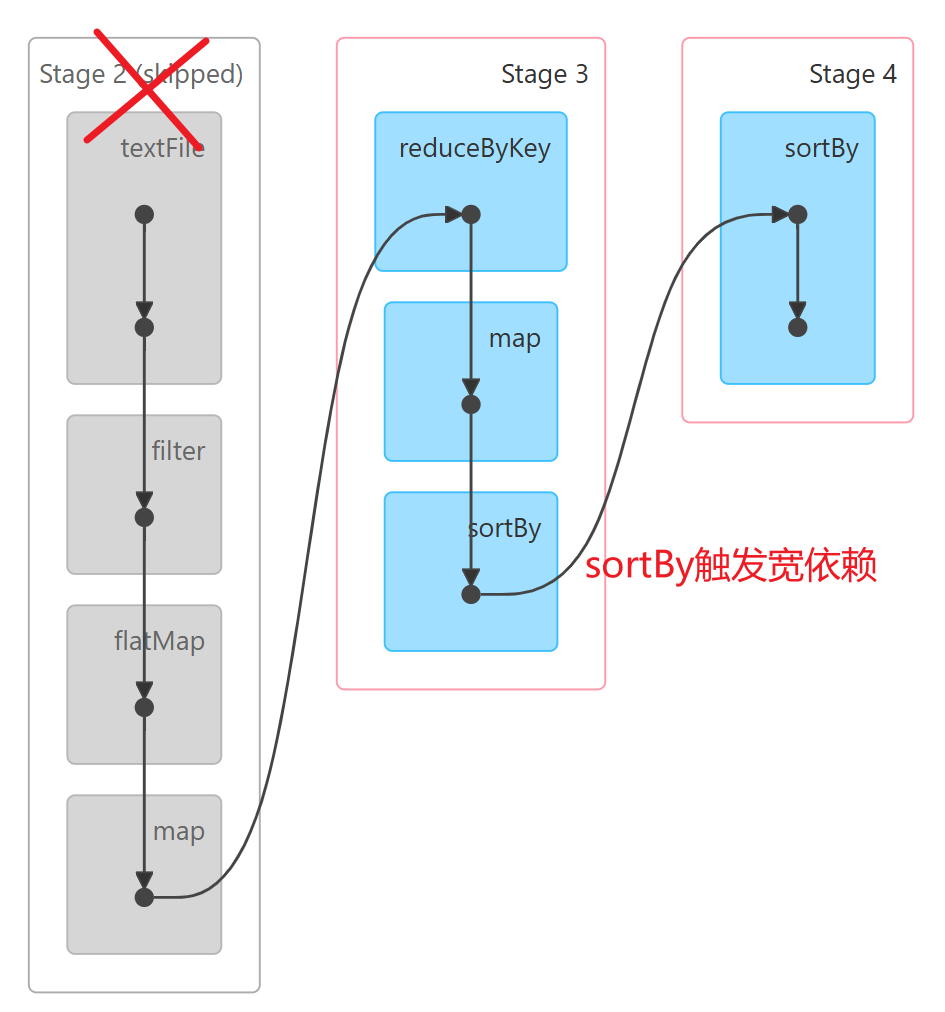 Stage 2 (skipped)
textFile
filter
flatMap
map
Stage 3
reduceByKey
map
sortBy
Stage 4
sortBy
sortBy触发宽依赖